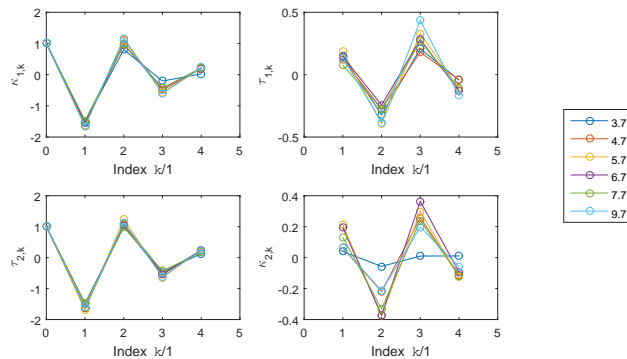 2
1
0
-1
-2
κ1,k
0 1 2 3 4 5
Index 𝕜/1
0.5
0
-0.5
τ1,k
0 1 2 3 4 5
Index 𝕜/1
2
1
0
-1
-2
τ2,k
0 1 2 3 4 5
Index 𝕜/1
0.4
0.2
0
-0.2
-0.4
κ2,k
0 1 2 3 4 5
Index 𝕜/1
3.7
4.7
5.7
6.7
7.7
9.7